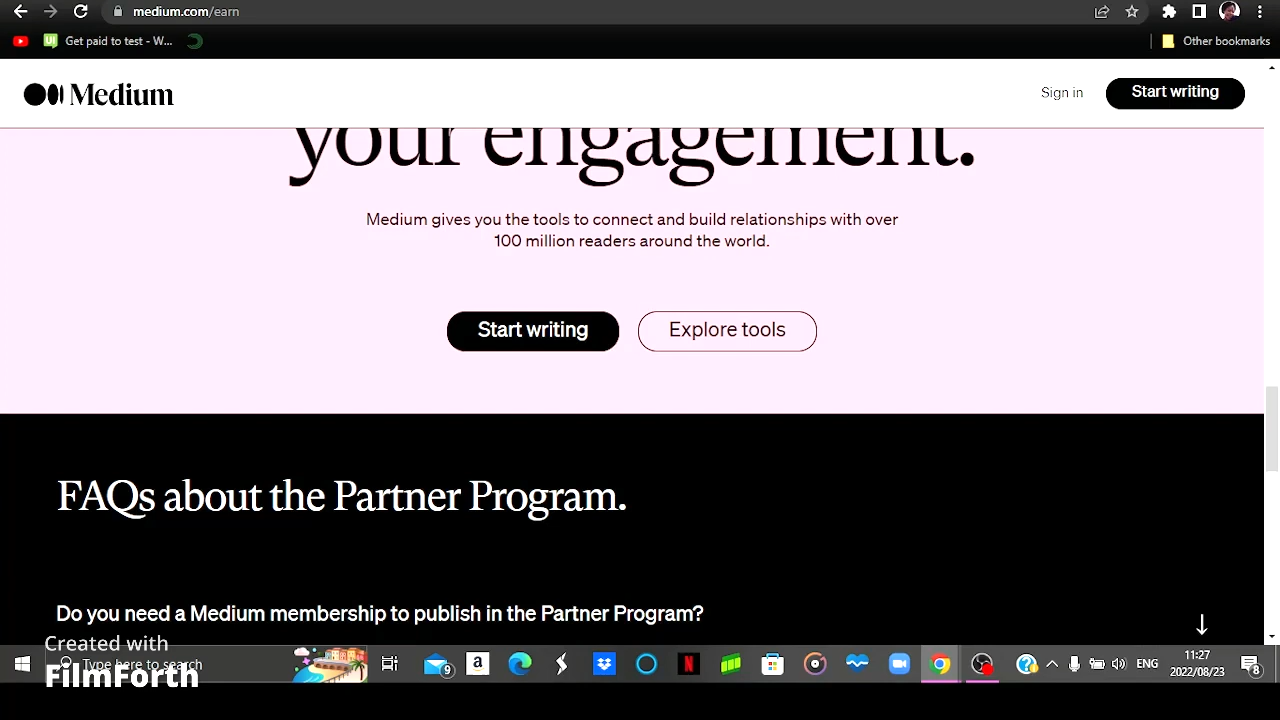 medium.com/earn
Get paid to test - W...
Other bookmarks
Medium
Sign in
Start writing
your engagement.
Medium gives you the tools to connect and build relationships with over
100 million readers around the world.
Start writing
Explore tools
FAQs about the Partner Program.
Do you need a Medium membership to publish in the Partner Program?
Created with
FilmForth
Type here to search
9
a
N
ENG
11:27
2022/08/23
8